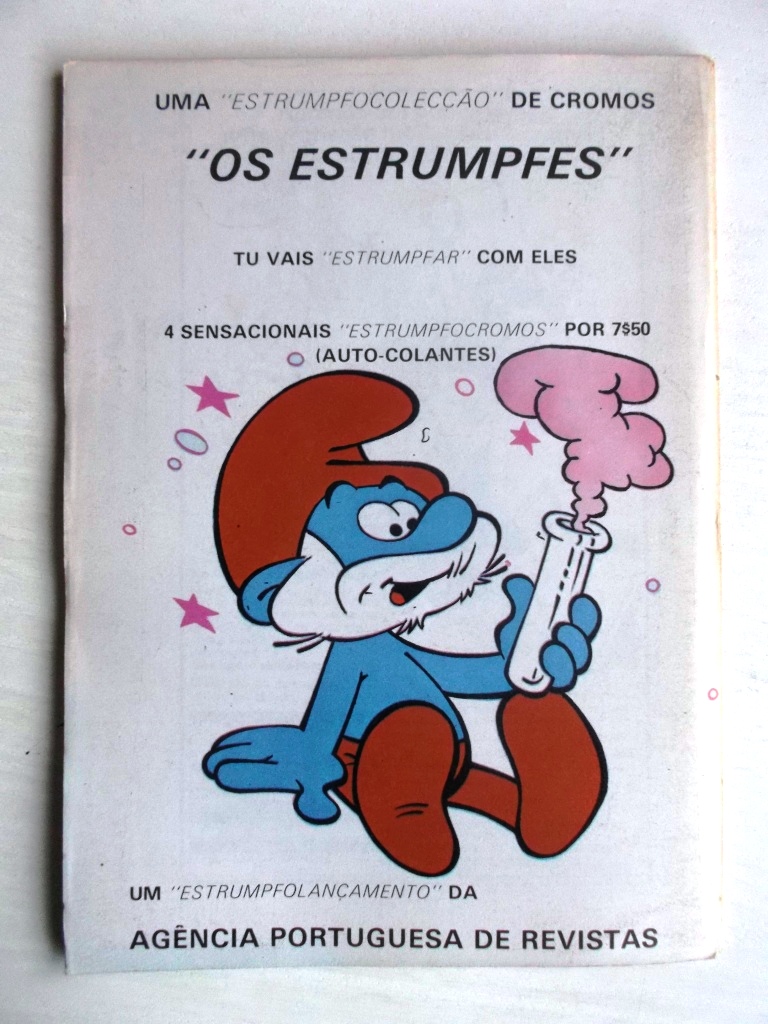 UMA "ESTRUMPFOCOLECÇÃO" DE CROMOS
"OS ESTRUMPFES"
TU VAIS "ESTRUMPFAR" COM ELES
4 SENSACIONAIS "ESTRUMPFOCROMOS" POR 7$50
(AUTO-COLANTES)
UM "ESTRUMPFOLANÇAMENTO" DA
AGÊNCIA PORTUGUESA DE REVISTAS